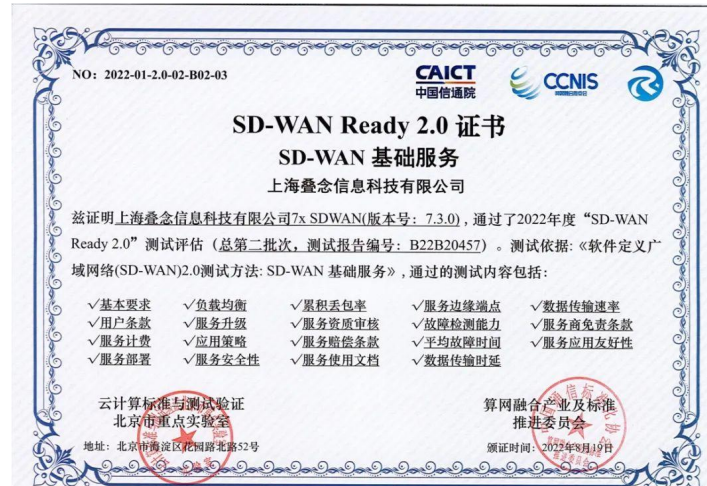 NO: 2022-01-2.0-02-B02-03
CAICT
中国信通院
CCNIS
SD-WAN Ready 2.0 证书
SD-WAN 基础服务
上海叠念信息科技有限公司
兹证明上海叠念信息科技有限公司7x SDWAN(版本号: 7.3.0), 通过了2022年度“SD-WAN
Ready 2.0”测试评估（总第二批次，测试报告编号：B22B20457）。测试依据:《软件定义广
域网络(SD-WAN)2.0测试方法: SD-WAN 基础服务》, 通过的测试内容包括:
√基本要求 √负载均衡 √累积丢包率 √服务边缘端点 √数据传输速率
√用户条款 √服务升级 √服务资质审核 √故障检测能力 √服务商免责条款
√服务计费 √应用策略 √服务赔偿条款 √平均故障时间 √服务应用友好性
√服务部署 √服务安全性 √服务使用文档 √数据传输时延
云计算标准与测试验证 算网融合产业及标准
北京市重点实验室 推进委员会
地址: 北京市海淀区花园路北路52号 颁证时间: 2022年8月19日